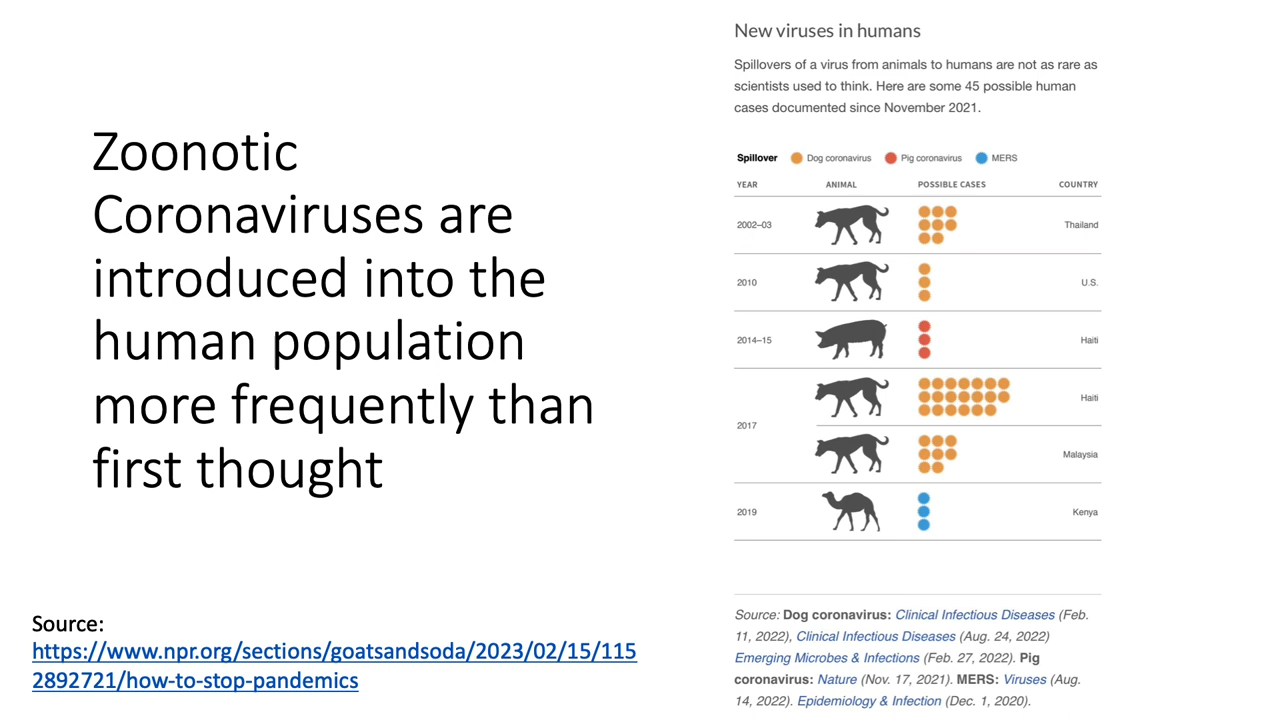 Zoonotic
Coronaviruses are
introduced into the
human population
more frequently than
first thought
Source:
https://www.npr.org/sections/goatsandsoda/2023/02/15/115
2892721/how-to-stop-pandemics
New viruses in humans
Spillovers of a virus from animals to humans are not as rare as
scientists used to think. Here are some 45 possible human
cases documented since November 2021.
Spillover Dog coronavirus Pig coronavirus MERS
YEAR ANIMAL POSSIBLE CASES COUNTRY
2002–03 Thailand
2010 U.S.
2014–15 Haiti
2017 Haiti
Malaysia
2019 Kenya
Source: Dog coronavirus: Clinical Infectious Diseases (Feb.
11, 2022), Clinical Infectious Diseases (Aug. 24, 2022)
Emerging Microbes & Infections (Feb. 27, 2022). Pig
coronavirus: Nature (Nov. 17, 2021). MERS: Viruses (Aug.
14, 2022). Epidemiology & Infection (Dec. 1, 2020).